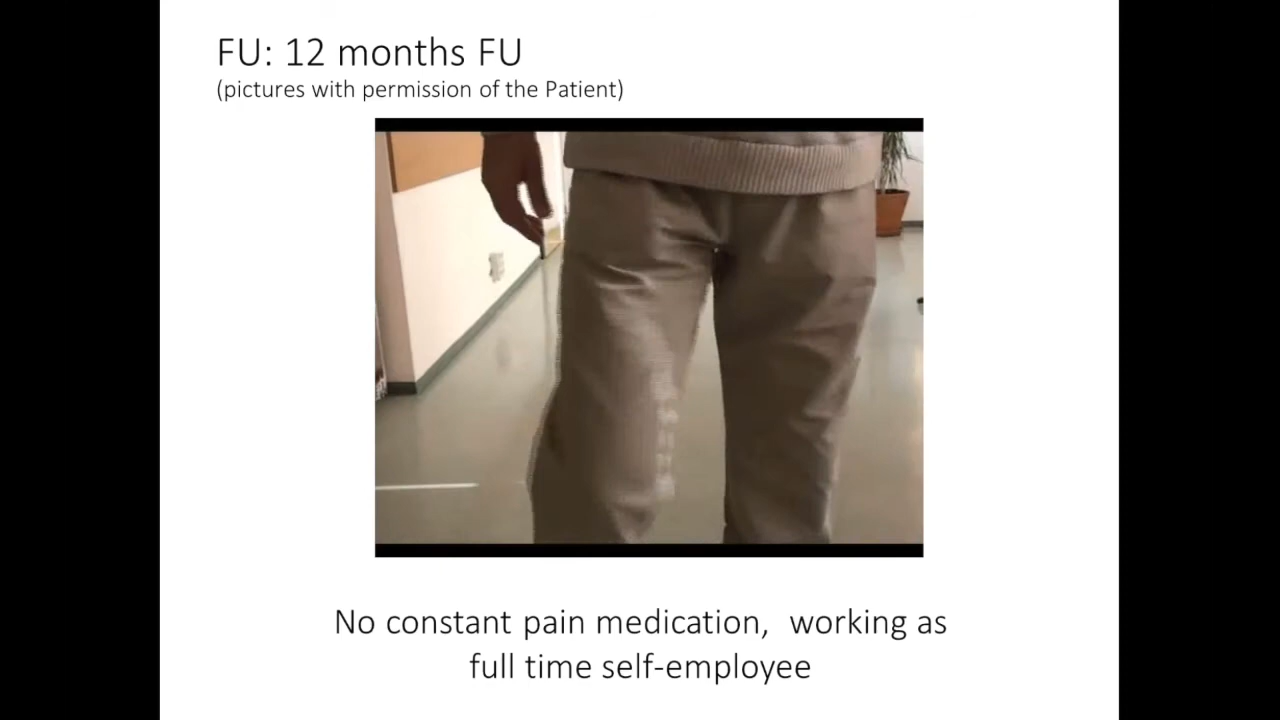 FU: 12 months FU
(pictures with permission of the Patient)
No constant pain medication,  working as
full time self-employee